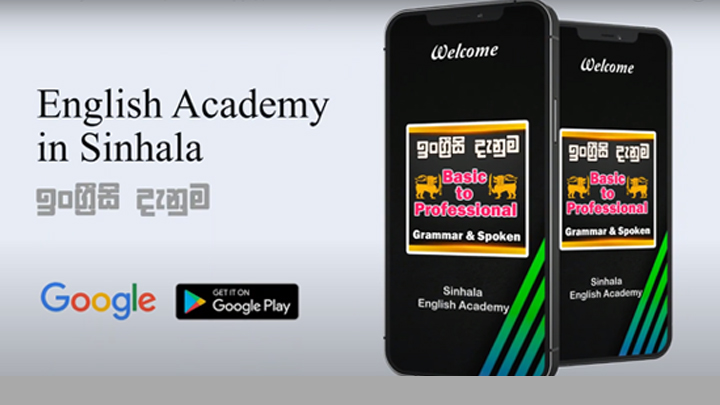 English Academy
in Sinhala
ඉංග්‍රීසි දැනුම
Google
GET IT ON
Google Play
Welcome
ඉංග්‍රීසි දැනුම
Basic
to
Professional
Grammar & Spoken
Sinhala
English Academy
Welcome
ඉංග්‍රීසි දැනුම
Basic
to
Professional
Grammar & Spoken
Sinhala
English Academy